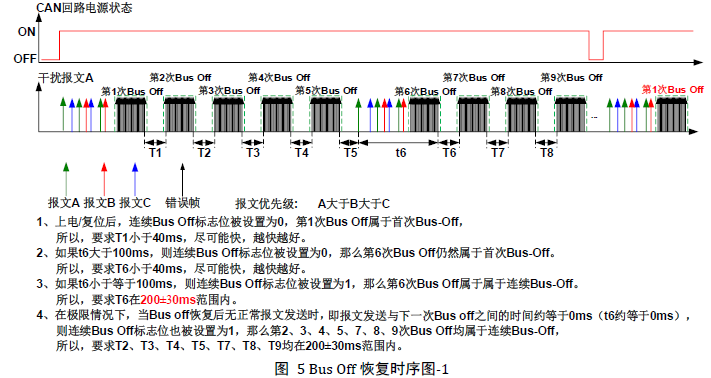 CAN回路电源状态
ON
OFF
干扰报文A
第1次Bus Off
第2次Bus Off
第3次Bus Off
第4次Bus Off
第5次Bus Off
第6次Bus Off
第7次Bus Off
第8次Bus Off
第9次Bus Off
...
第1次Bus Off
T1
T2
T3
T4
T5
t6
T6
T7
T8
报文A 报文B 报文C 错误帧 报文优先级: A大于B大于C
1、上电/复位后，连续Bus Off标志位被设置为0，第1次Bus Off属于首次Bus-Off，
所以，要求T1小于40ms，尽可能快，越快越好。
2、如果t6大于100ms，则连续Bus Off标志位被设置为0，那么第6次Bus Off仍然属于首次Bus-Off。
所以，要求T6小于40ms，尽可能快，越快越好。
3、如果t6小于等于100ms，则连续Bus Off标志位被设置为1，那么第6次Bus Off属于属于连续Bus-Off。
所以，要求T6在200±30ms范围内。
4、在极限情况下，当Bus off恢复后无正常报文发送时，即报文发送与下一次Bus off之间的时间约等于0ms（t6约等于0ms），
则连续Bus Off标志位也被设置为1，那么第2、3、4、5、7、8、9次Bus Off均属于连续Bus-Off，
所以，要求T2、T3、T4、T5、T7、T8、T9均在200±30ms范围内。
图 5 Bus Off 恢复时序图-1